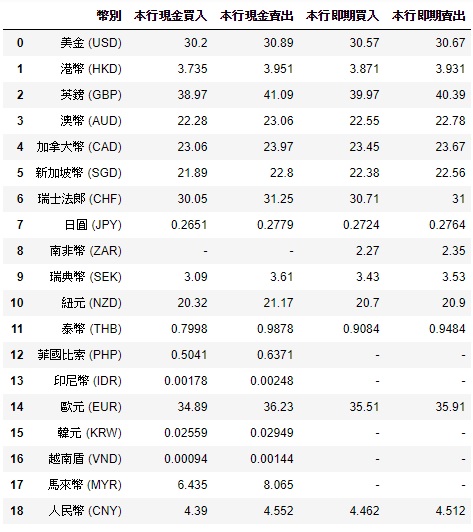 幣別 本行現金買入 本行現金賣出 本行即期買入 本行即期賣出
0 美金 (USD) 30.2 30.89 30.57 30.67
1 港幣 (HKD) 3.735 3.951 3.871 3.931
2 英鎊 (GBP) 38.97 41.09 39.97 40.39
3 澳幣 (AUD) 22.28 23.06 22.55 22.78
4 加拿大幣 (CAD) 23.06 23.97 23.45 23.67
5 新加坡幣 (SGD) 21.89 22.8 22.38 22.56
6 瑞士法郎 (CHF) 30.05 31.25 30.71 31
7 日圓 (JPY) 0.2651 0.2779 0.2724 0.2764
8 南非幣 (ZAR) - - 2.27 2.35
9 瑞典幣 (SEK) 3.09 3.61 3.43 3.53
10 紐元 (NZD) 20.32 21.17 20.7 20.9
11 泰幣 (THB) 0.7998 0.9878 0.9084 0.9484
12 菲國比索 (PHP) 0.5041 0.6371 - -
13 印尼幣 (IDR) 0.00178 0.00248 - -
14 歐元 (EUR) 34.89 36.23 35.51 35.91
15 韓元 (KRW) 0.02559 0.02949 - -
16 越南盾 (VND) 0.00094 0.00144 - -
17 馬來幣 (MYR) 6.435 8.065 - -
18 人民幣 (CNY) 4.39 4.552 4.462 4.512